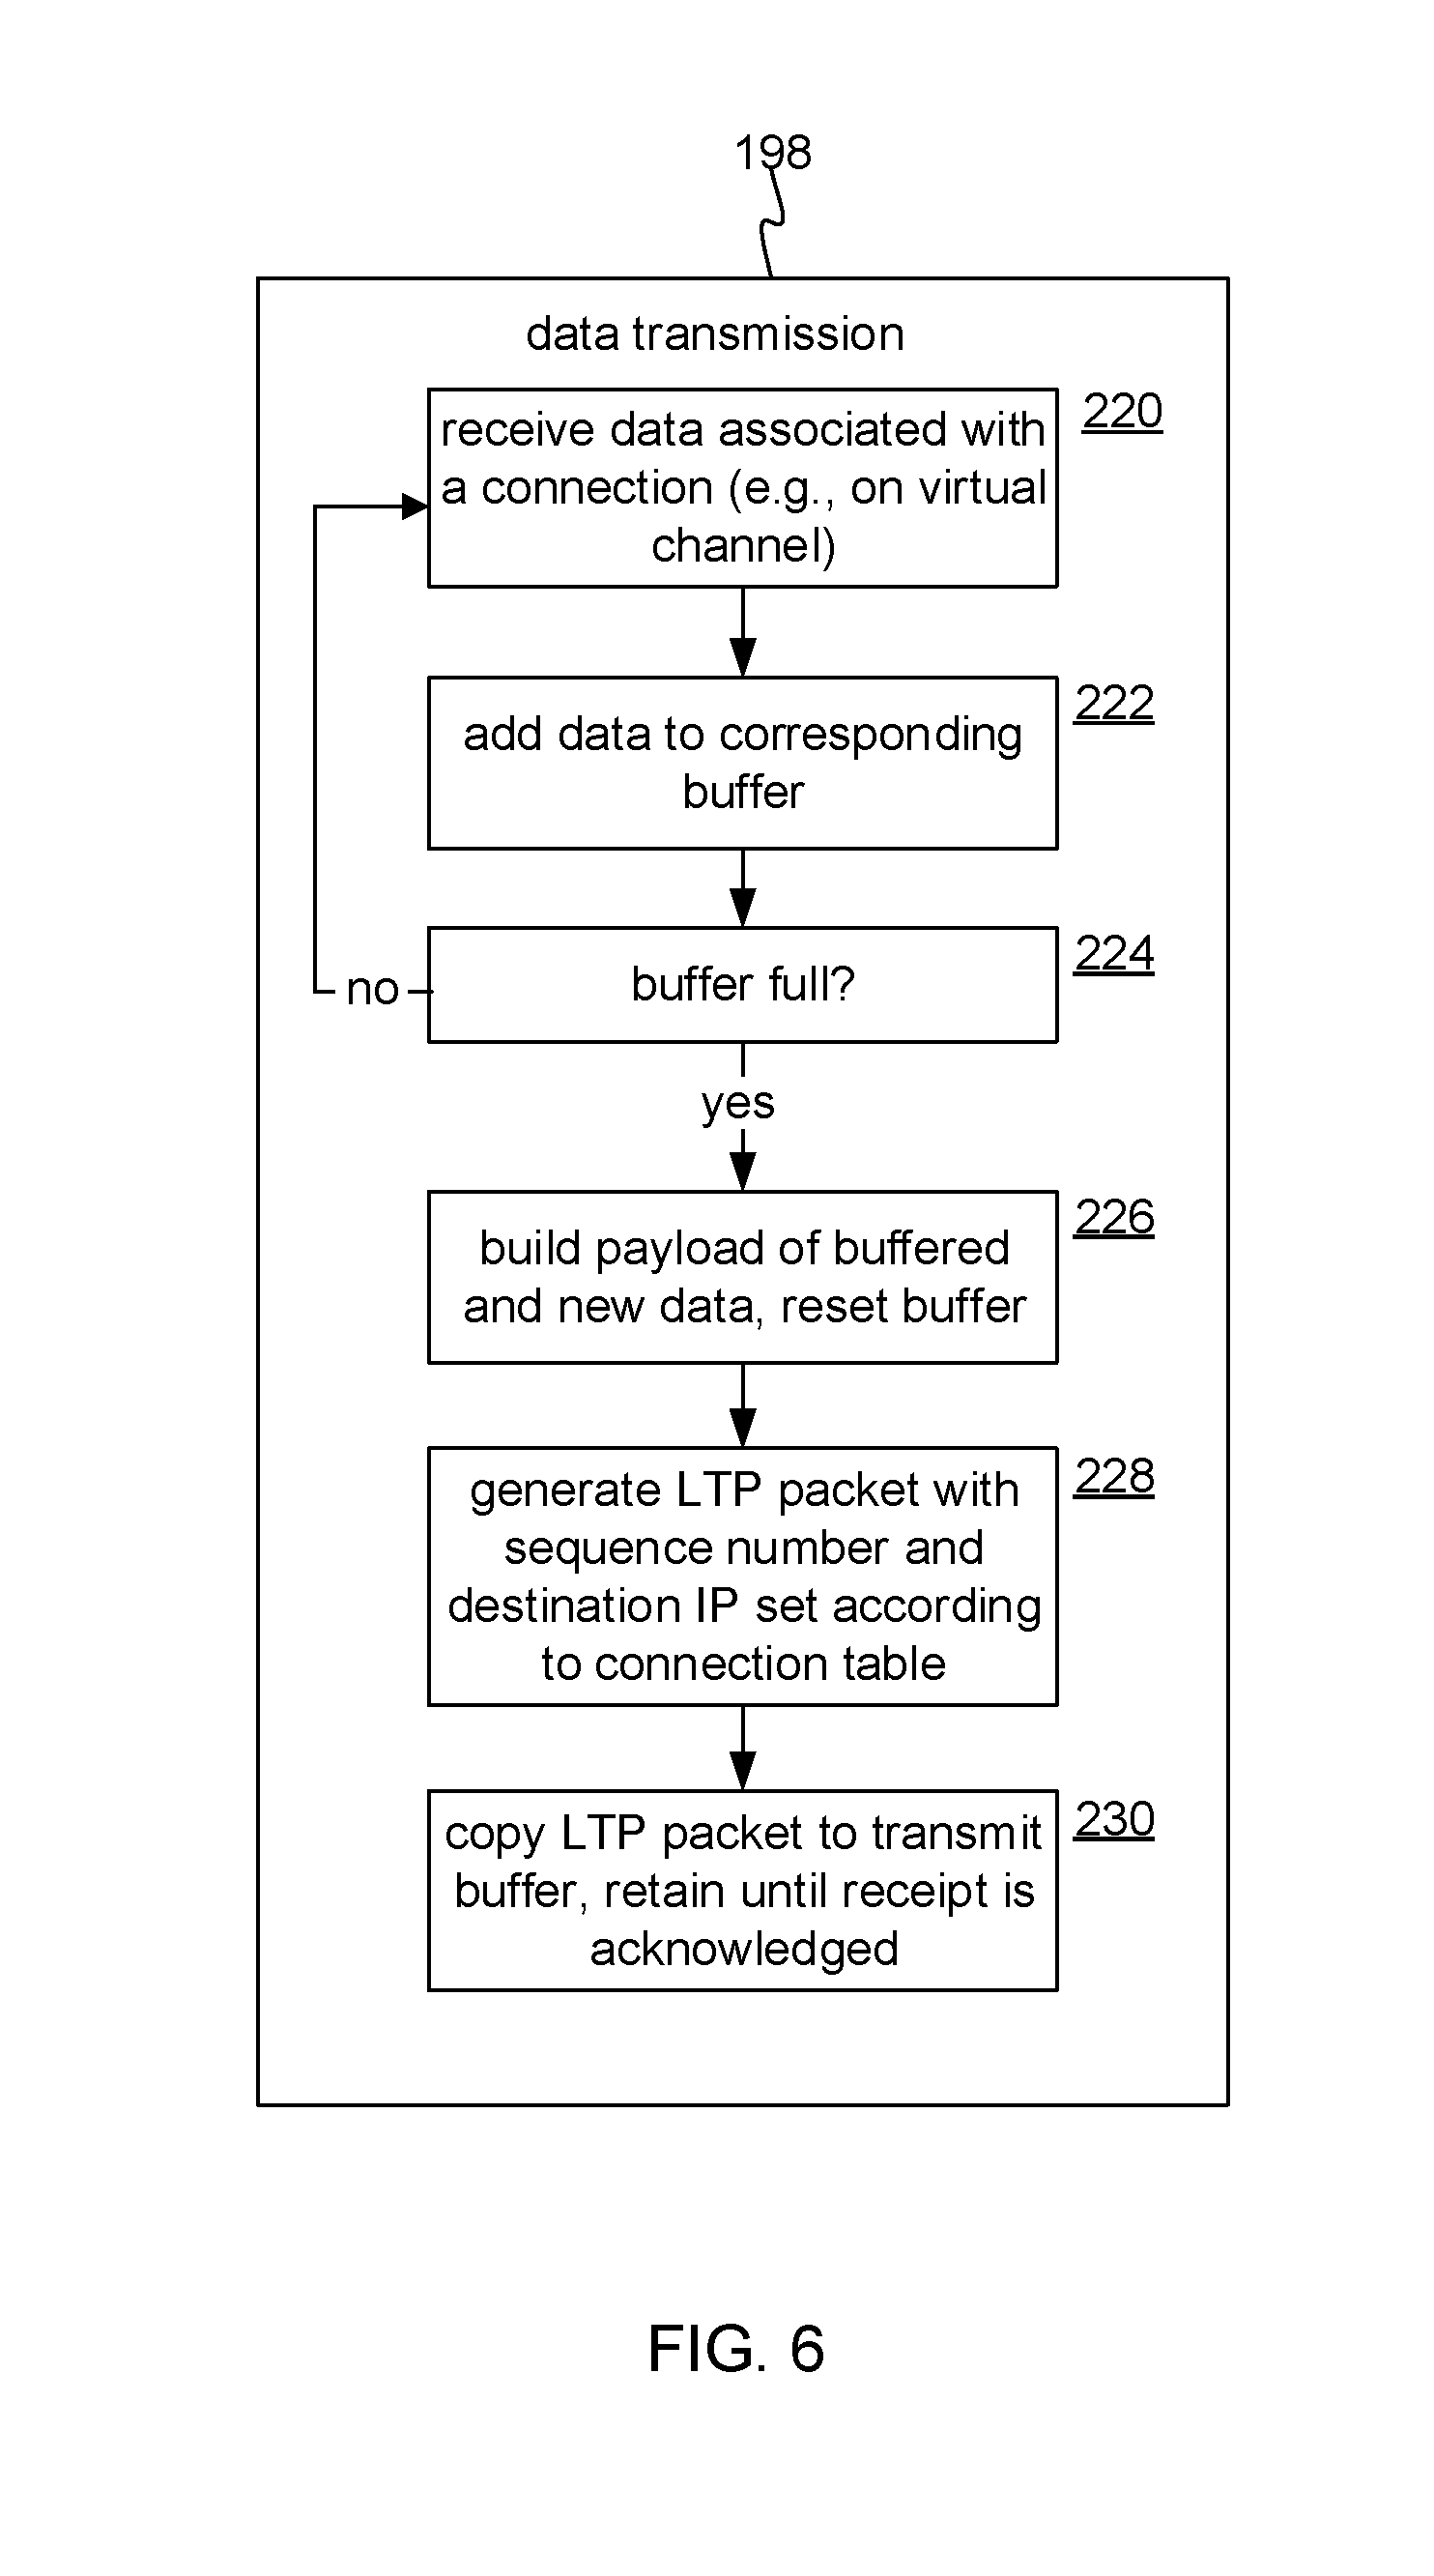 198
data transmission
receive data associated with
a connection (e.g., on virtual
channel)
220
add data to corresponding
buffer
222
buffer full?
224
no
yes
build payload of buffered
and new data, reset buffer
226
generate LTP packet with
sequence number and
destination IP set according
to connection table
228
copy LTP packet to transmit
buffer, retain until receipt is
acknowledged
230
FIG. 6